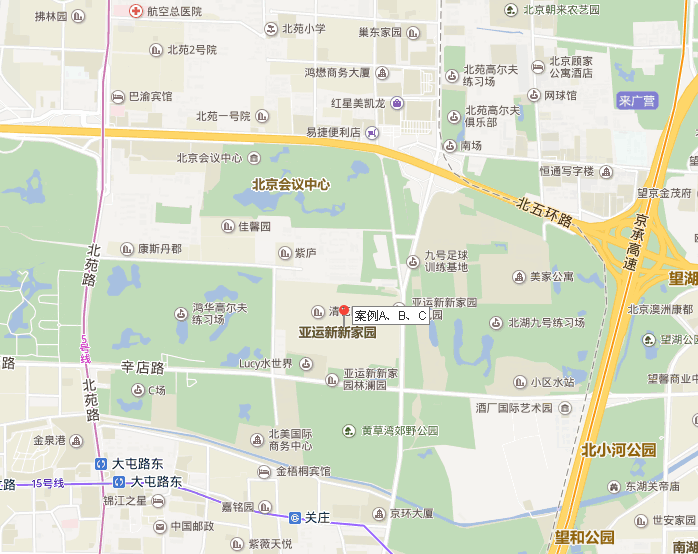 航空总医院
北京朝来农艺园
拂林园
北苑小学
巢东家园
北苑2号院
鸿懋商务大厦
北苑高尔夫
练习场
北京顾家
公寓酒店
巴渝宾馆
红星美凯龙
网球馆
来广营
北苑一号院
北苑高尔夫
俱乐部
易捷便利店
南场
北京会议中心
恒通写字楼
北京会议中心
望京金茂府
北五环路
京承高速
佳馨园
康斯丹郡
紫庐
九号足球
训练基地
北苑路
美家公寓
望湖
鸿华高尔夫
练习场
清
案例A、B、C
亚运新新家园
亚运新新家园
园
北湖九号练习场
北京澳洲康都
5号线
望湖公园
路
辛店路
Lucy水世界
亚运新新家
园林澜园
小区水站
望馨商业中
C场
北苑路
酒厂国际艺术园
金泉港
北美国际
商务中心
黄草湾郊野公园
北小河公园
大屯路东
大屯路东
金梧桐宾馆
立路
15号线
东湖关帝庙
锦江之星
嘉铭园
关庄
京环大厦
中国邮政
世安家园
紫薇天悦
望和公园
南湖